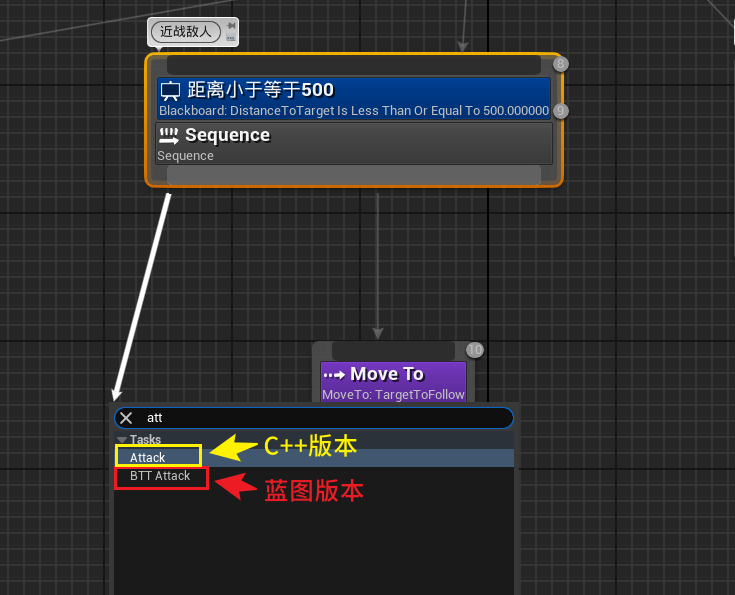 近战敌人
8
距离小于等于500
Blackboard: DistanceToTarget Is Less Than Or Equal To 500.000000
9
Sequence
Sequence
10
Move To
MoveTo: TargetToFollow
att
Tasks
Attack
C++版本
BTT Attack
蓝图版本